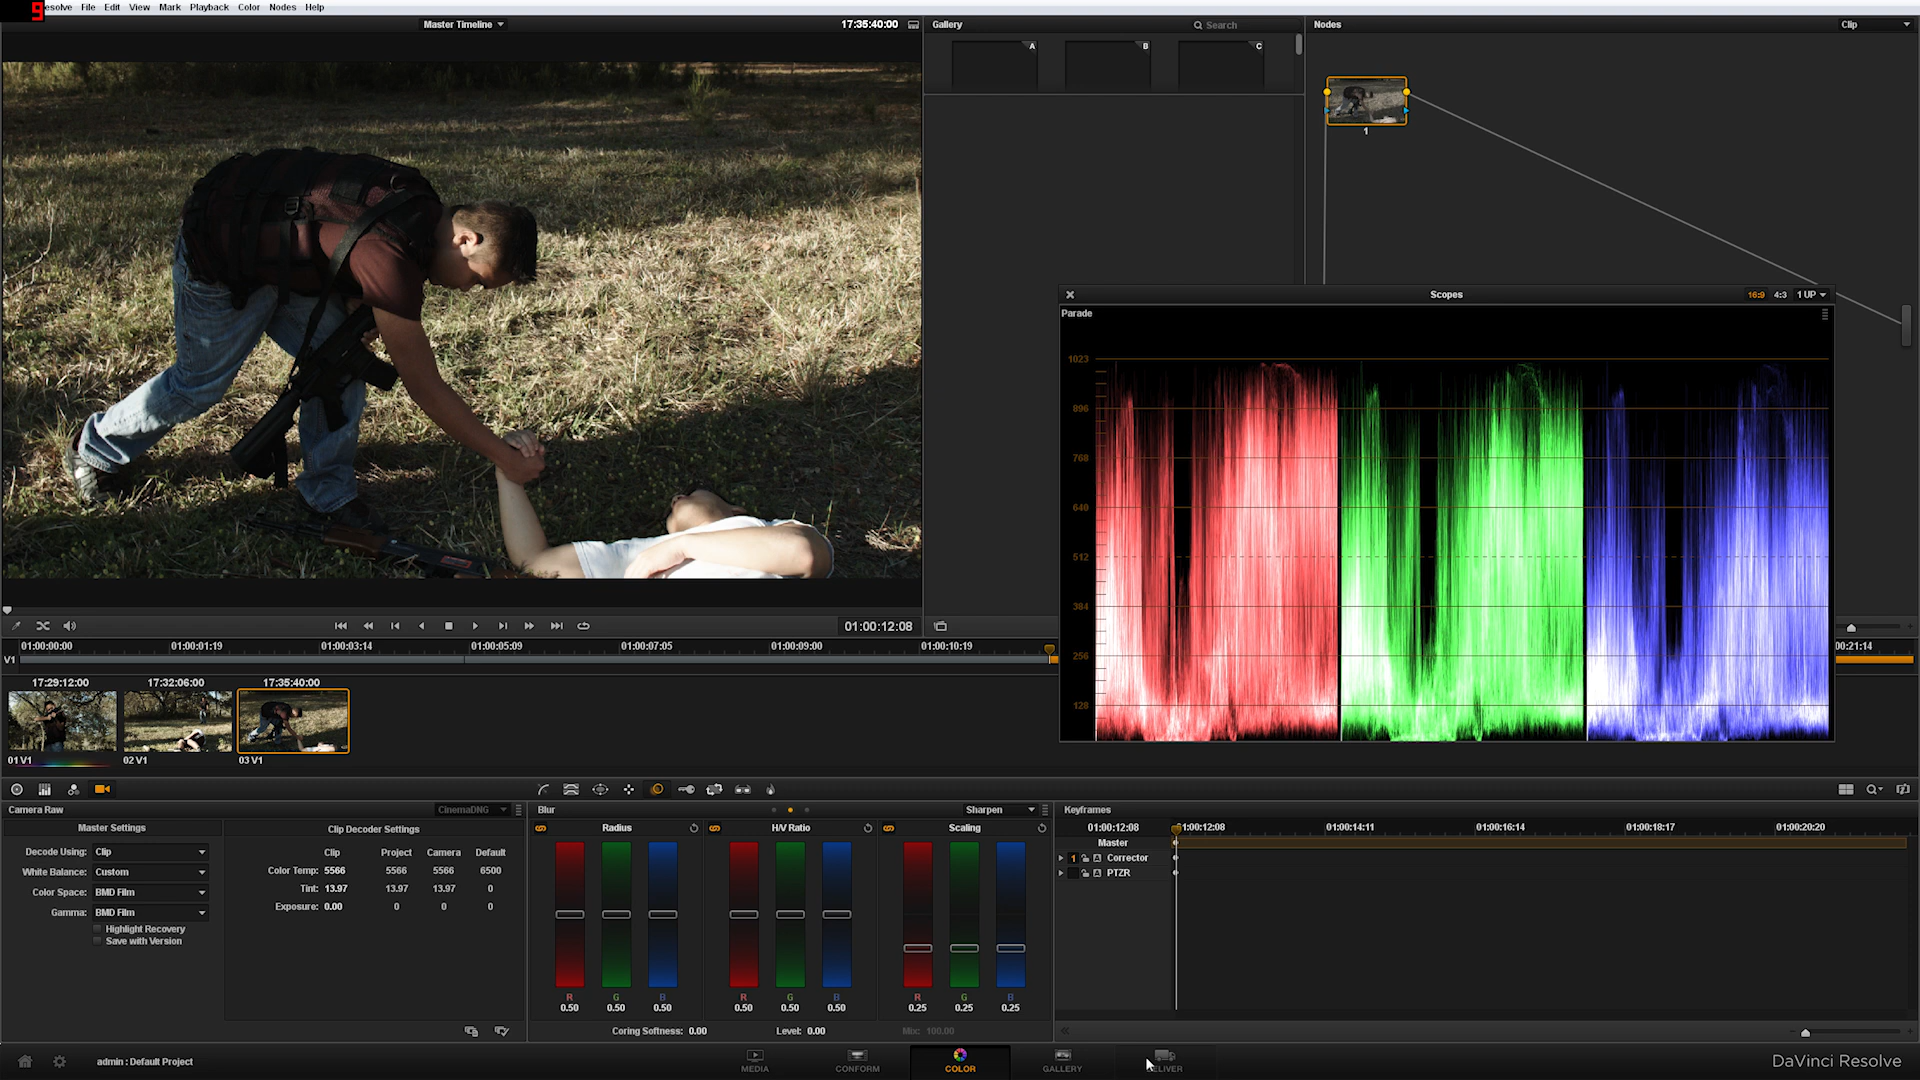 esolve File Edit View Mark Playback Color Nodes Help
Master Timeline 17:35:40:00
Gallery Search
Nodes Clip
A B C
1
Scopes 16:9 4:3 1 UP
Parade
1023
896
768
640
512
384
256
128
01:00:12:08
01:00:00:00 01:00:01:19 01:00:03:14 01:00:05:09 01:00:07:05 01:00:09:00 01:00:10:19 00:21:14
V1
17:29:12:00 17:32:06:00 17:35:40:00
01 V1 02 V1 03 V1
Camera Raw CinemaDNG
Master Settings
Decode Using: Clip
White Balance: Custom
Color Space: BMD Film
Gamma: BMD Film
Highlight Recovery
Save with Version
Clip Decoder Settings
Clip Project Camera Default
Color Temp: 5566 5566 5566 6500
Tint: 13.97 13.97 13.97 0
Exposure: 0.00 0 0 0
Blur Sharpen
Radius H/V Ratio Scaling
R G B R G B R G B
0.50 0.50 0.50 0.50 0.50 0.50 0.25 0.25 0.25
Coring Softness: 0.00 Level: 0.00 Mix: 100.00
Keyframes
01:00:12:08 01:00:12:08 01:00:14:11 01:00:16:14 01:00:18:17 01:00:20:20
Master
1 Corrector
PTZR
admin : Default Project
MEDIA CONFORM COLOR GALLERY ELIVER
DaVinci Resolve